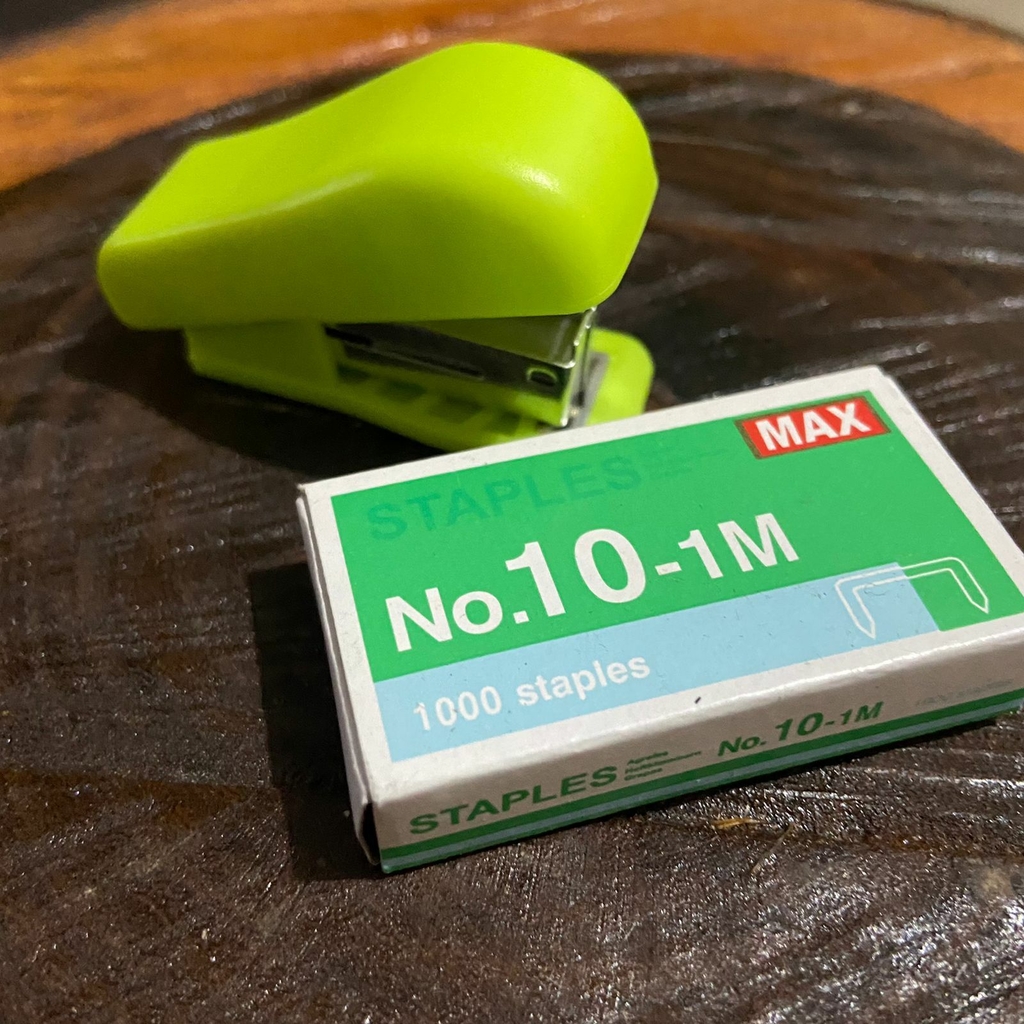 MAX
STAPLES
No.10-1M
1000 staples
STAPLES No. 10-1M